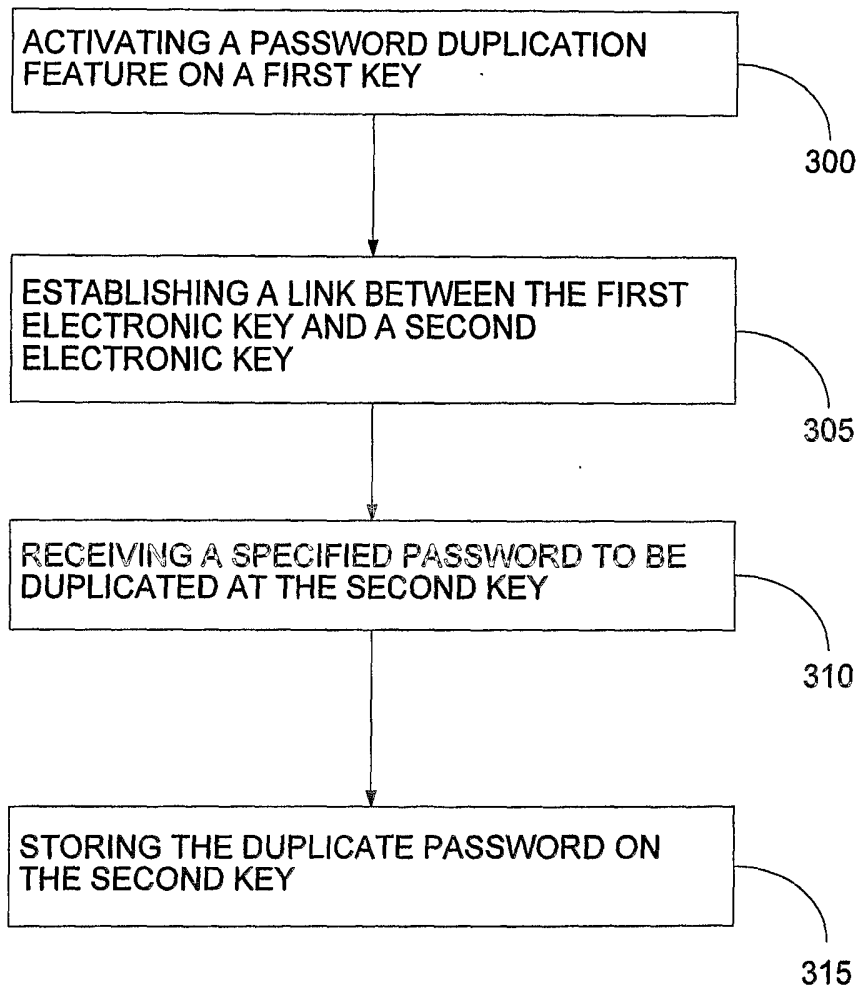 ACTIVATING A PASSWORD DUPLICATION
FEATURE ON A FIRST KEY
300
ESTABLISHING A LINK BETWEEN THE FIRST
ELECTRONIC KEY AND A SECOND
ELECTRONIC KEY
305
RECEIVING A SPECIFIED PASSWORD TO BE
DUPLICATED AT THE SECOND KEY
310
STORING THE DUPLICATE PASSWORD ON
THE SECOND KEY
315